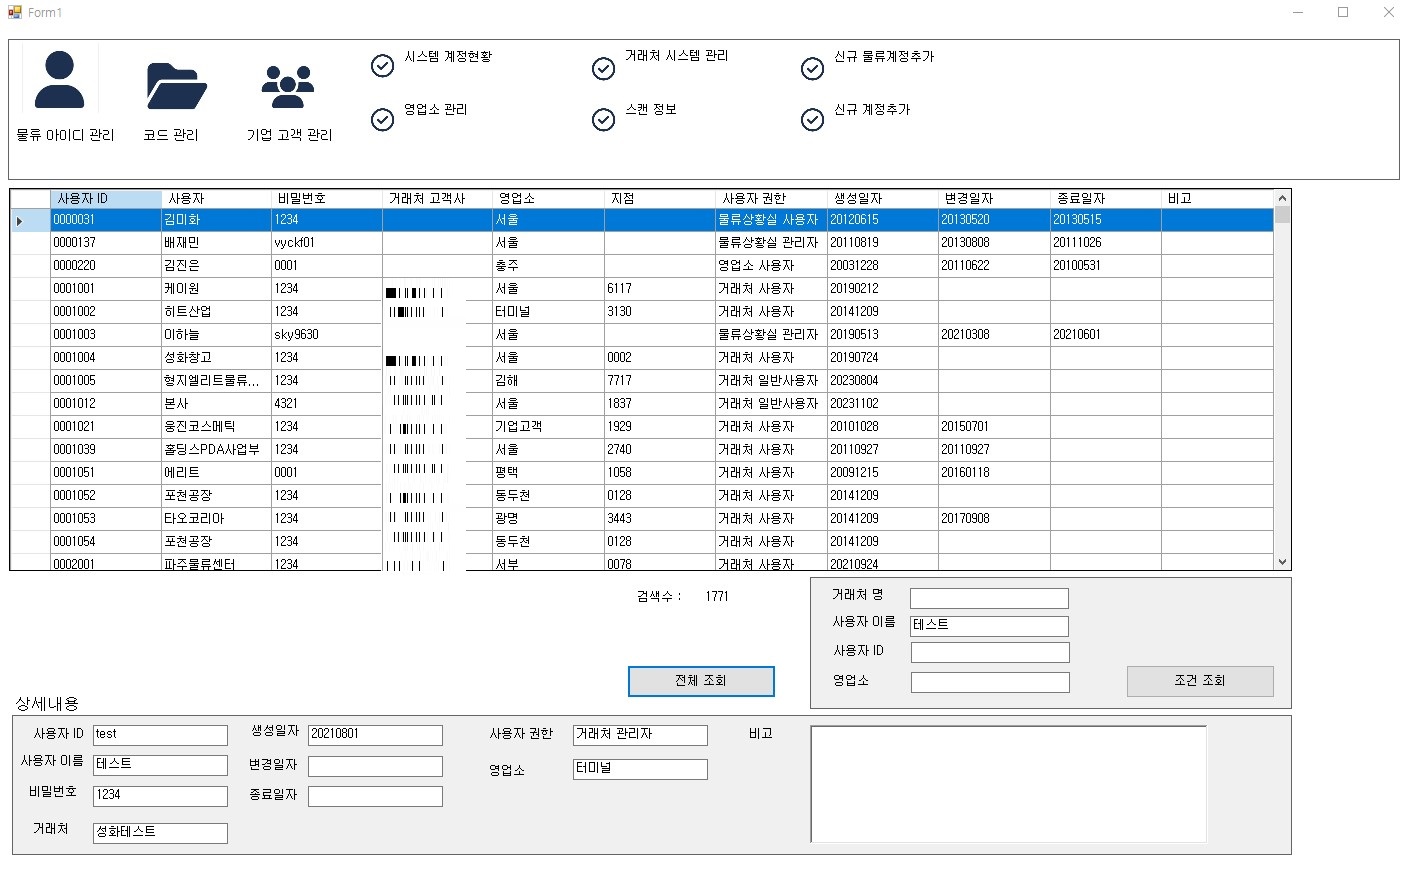 Form1
시스템 계정현황 거래처 시스템 관리 신규 물류계정추가
영업소 관리 스캔 정보 신규 계정추가
물류 아이디 관리 코드 관리 기업 고객 관리
사용자 ID 사용자 비밀번호 거래처 고객사 영업소 지점 사용자 권한 생성일자 변경일자 종료일자 비고
0000031 김미화 1234 서울 물류상황실 사용자 20120615 20130520 20130515
0000137 배재민 vyckf01 서울 물류상황실 관리자 20110819 20130808 20111026
0000220 김진은 0001 충주 영업소 사용자 20031228 20110622 20100531
0001001 케이원 1234 서울 6117 거래처 사용자 20190212
0001002 히트산업 1234 터미널 3130 거래처 사용자 20141209
0001003 이하늘 sky9630 서울 물류상황실 관리자 20190513 20210308 20210601
0001004 성화창고 1234 서울 0002 거래처 사용자 20190724
0001005 형지엘리트물류... 1234 김해 7717 거래처 일반사용자 20230804
0001012 본사 4321 서울 1837 거래처 일반사용자 20231102
0001021 웅진코스메틱 1234 기업고객 1929 거래처 사용자 20101028 20150701
0001039 홀딩스PDA사업부 1234 서울 2740 거래처 사용자 20110927 20110927
0001051 에리트 0001 평택 1058 거래처 사용자 20091215 20160118
0001052 포천공장 1234 동두천 0128 거래처 사용자 20141209
0001053 타오코리아 1234 광명 3443 거래처 사용자 20141209 20170908
0001054 포천공장 1234 동두천 0128 거래처 사용자 20141209
0002001 파주물류센터 1234 서부 0078 거래처 사용자 20210924
검색수 : 1771
거래처 명
사용자 이름 테스트
사용자 ID
영업소
전체 조회
조건 조회
상세내용
사용자 ID test 생성일자 20210801 사용자 권한 거래처 관리자 비고
사용자 이름 테스트 변경일자 영업소 터미널
비밀번호 1234 종료일자
거래처 성화테스트